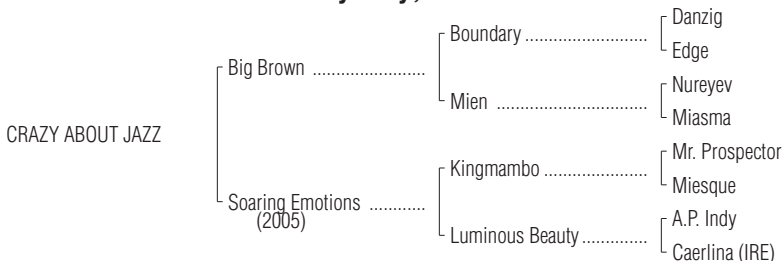 Danzig
Boundary ..........................
Edge
Big Brown ........................
Nureyev
Mien ................................
Miasma
CRAZY ABOUT JAZZ
Mr. Prospector
Kingmambo .......................
Miesque
Soaring Emotions ............
(2005)
A.P. Indy
Luminous Beauty ..............
Caerlina (IRE)